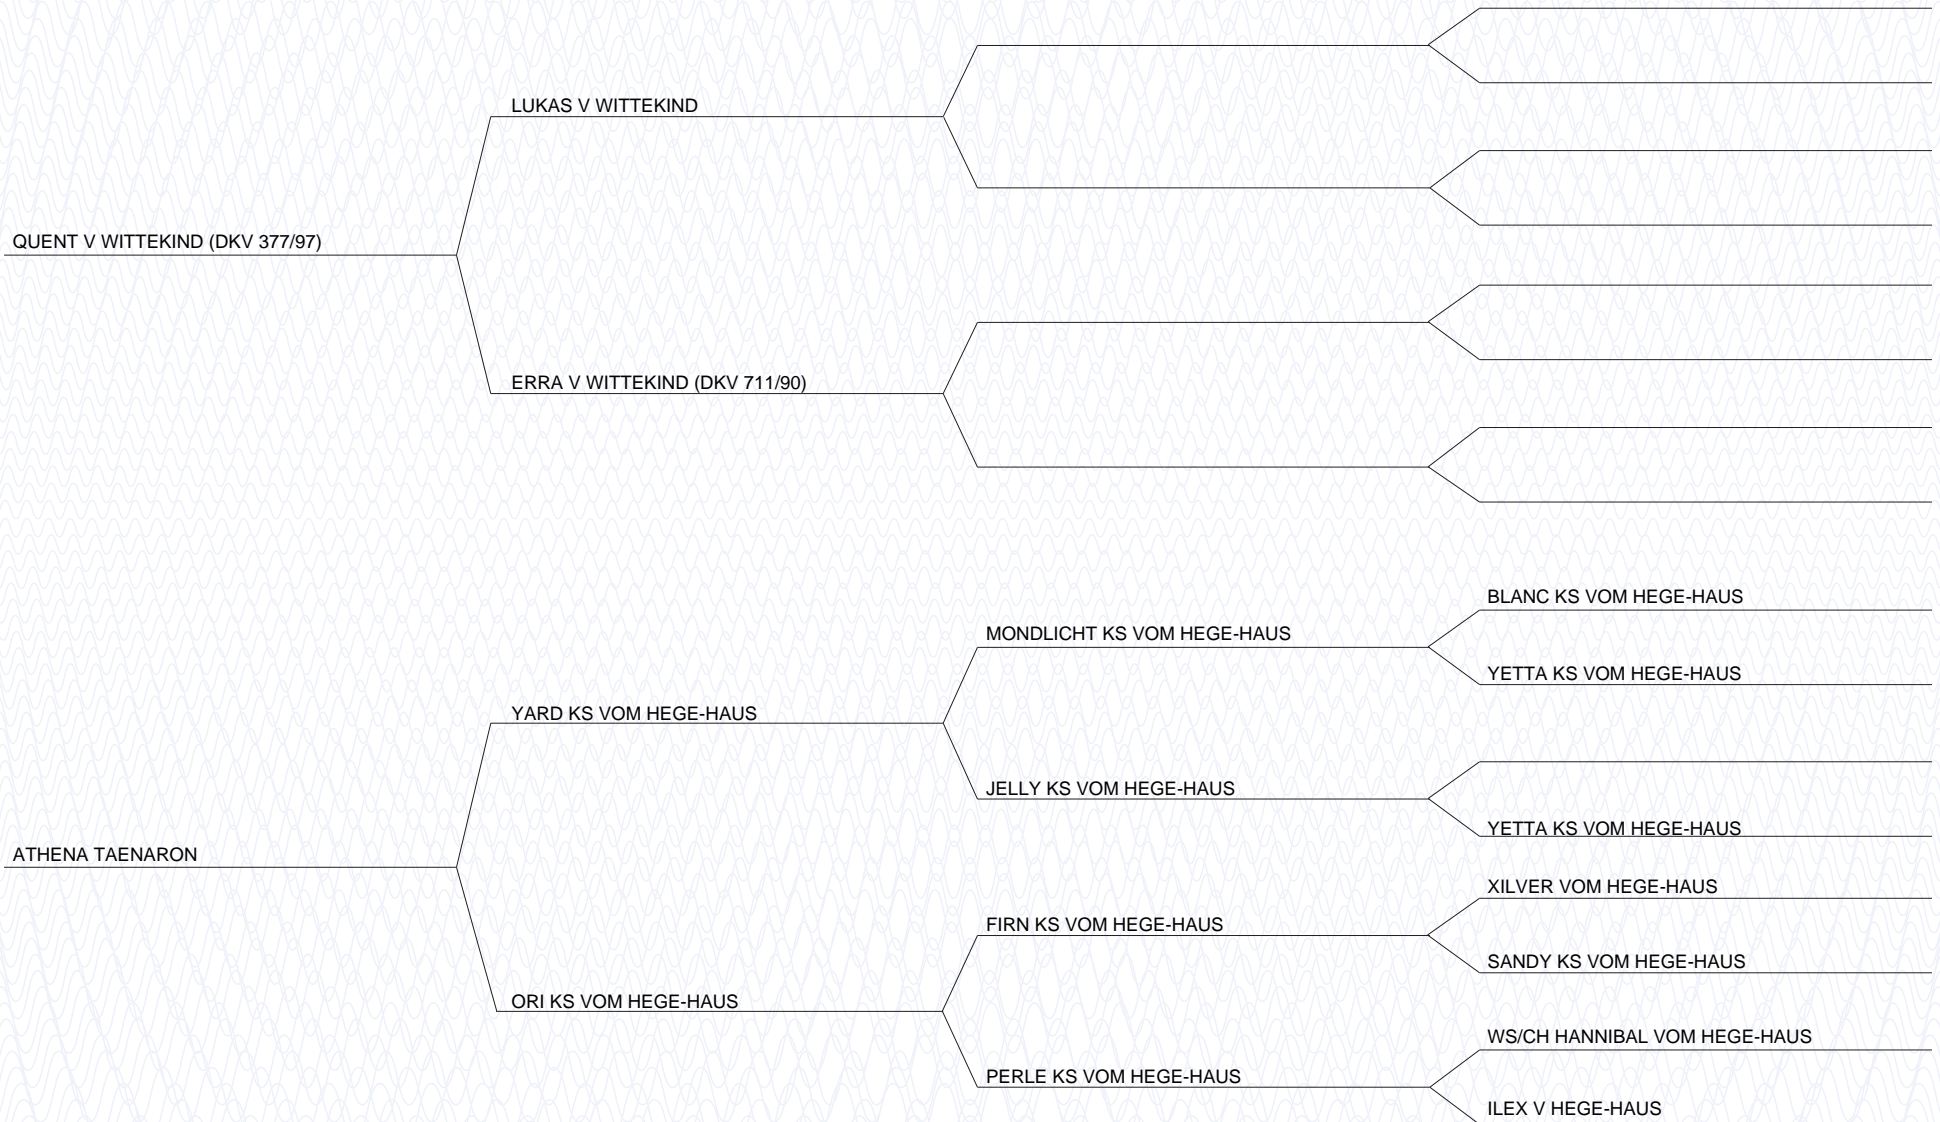 LUKAS V WITTEKIND
QUENT V WITTEKIND (DKV 377/97)
ERRA V WITTEKIND (DKV 711/90)
BLANC KS VOM HEGE-HAUS
MONDLICHT KS VOM HEGE-HAUS
YETTA KS VOM HEGE-HAUS
YARD KS VOM HEGE-HAUS
JELLY KS VOM HEGE-HAUS
YETTA KS VOM HEGE-HAUS
ATHENA TAENARON
XILVER VOM HEGE-HAUS
FIRN KS VOM HEGE-HAUS
SANDY KS VOM HEGE-HAUS
ORI KS VOM HEGE-HAUS
WS/CH HANNIBAL VOM HEGE-HAUS
PERLE KS VOM HEGE-HAUS
ILEX V HEGE-HAUS